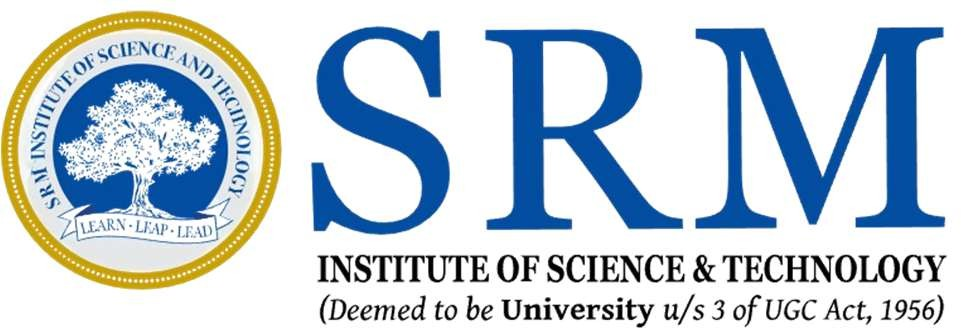 SRM INSTITUTE OF SCIENCE AND TECHNOLOGY
LEARN · LEAP · LEAD
SRM
INSTITUTE OF SCIENCE & TECHNOLOGY
(Deemed to be University u/s 3 of UGC Act, 1956)